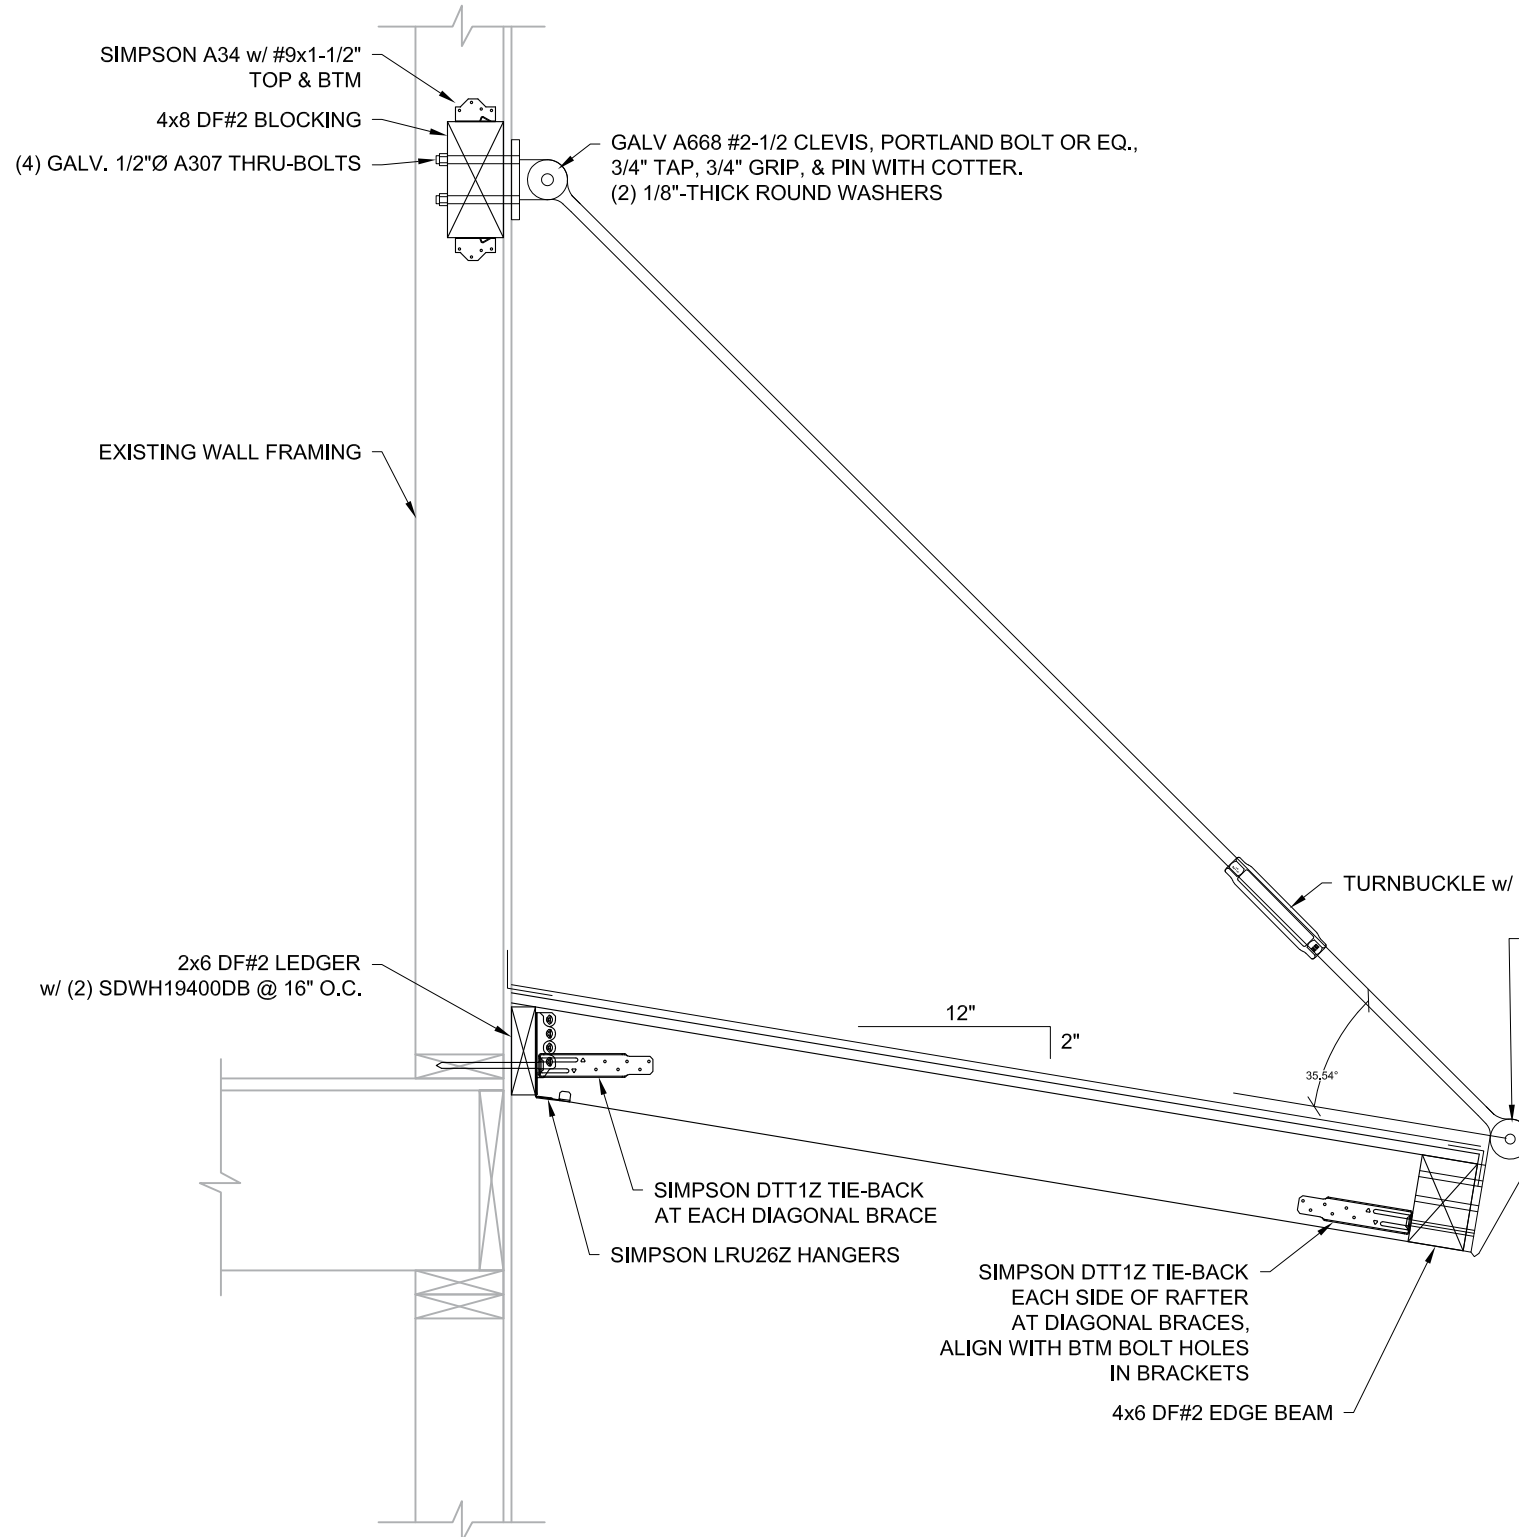 SIMPSON A34 w/ #9x1-1/2"
TOP & BTM
4x8 DF#2 BLOCKING
(4) GALV. 1/2"Ø A307 THRU-BOLTS
GALV A668 #2-1/2 CLEVIS, PORTLAND BOLT OR EQ.,
3/4" TAP, 3/4" GRIP, & PIN WITH COTTER.
(2) 1/8"-THICK ROUND WASHERS
EXISTING WALL FRAMING
TURNBUCKLE w/
2x6 DF#2 LEDGER
w/ (2) SDWH19400DB @ 16" O.C.
12"
2"
35.54°
SIMPSON DTT1Z TIE-BACK
AT EACH DIAGONAL BRACE
SIMPSON LRU26Z HANGERS
SIMPSON DTT1Z TIE-BACK
EACH SIDE OF RAFTER
AT DIAGONAL BRACES,
ALIGN WITH BTM BOLT HOLES
IN BRACKETS
4x6 DF#2 EDGE BEAM